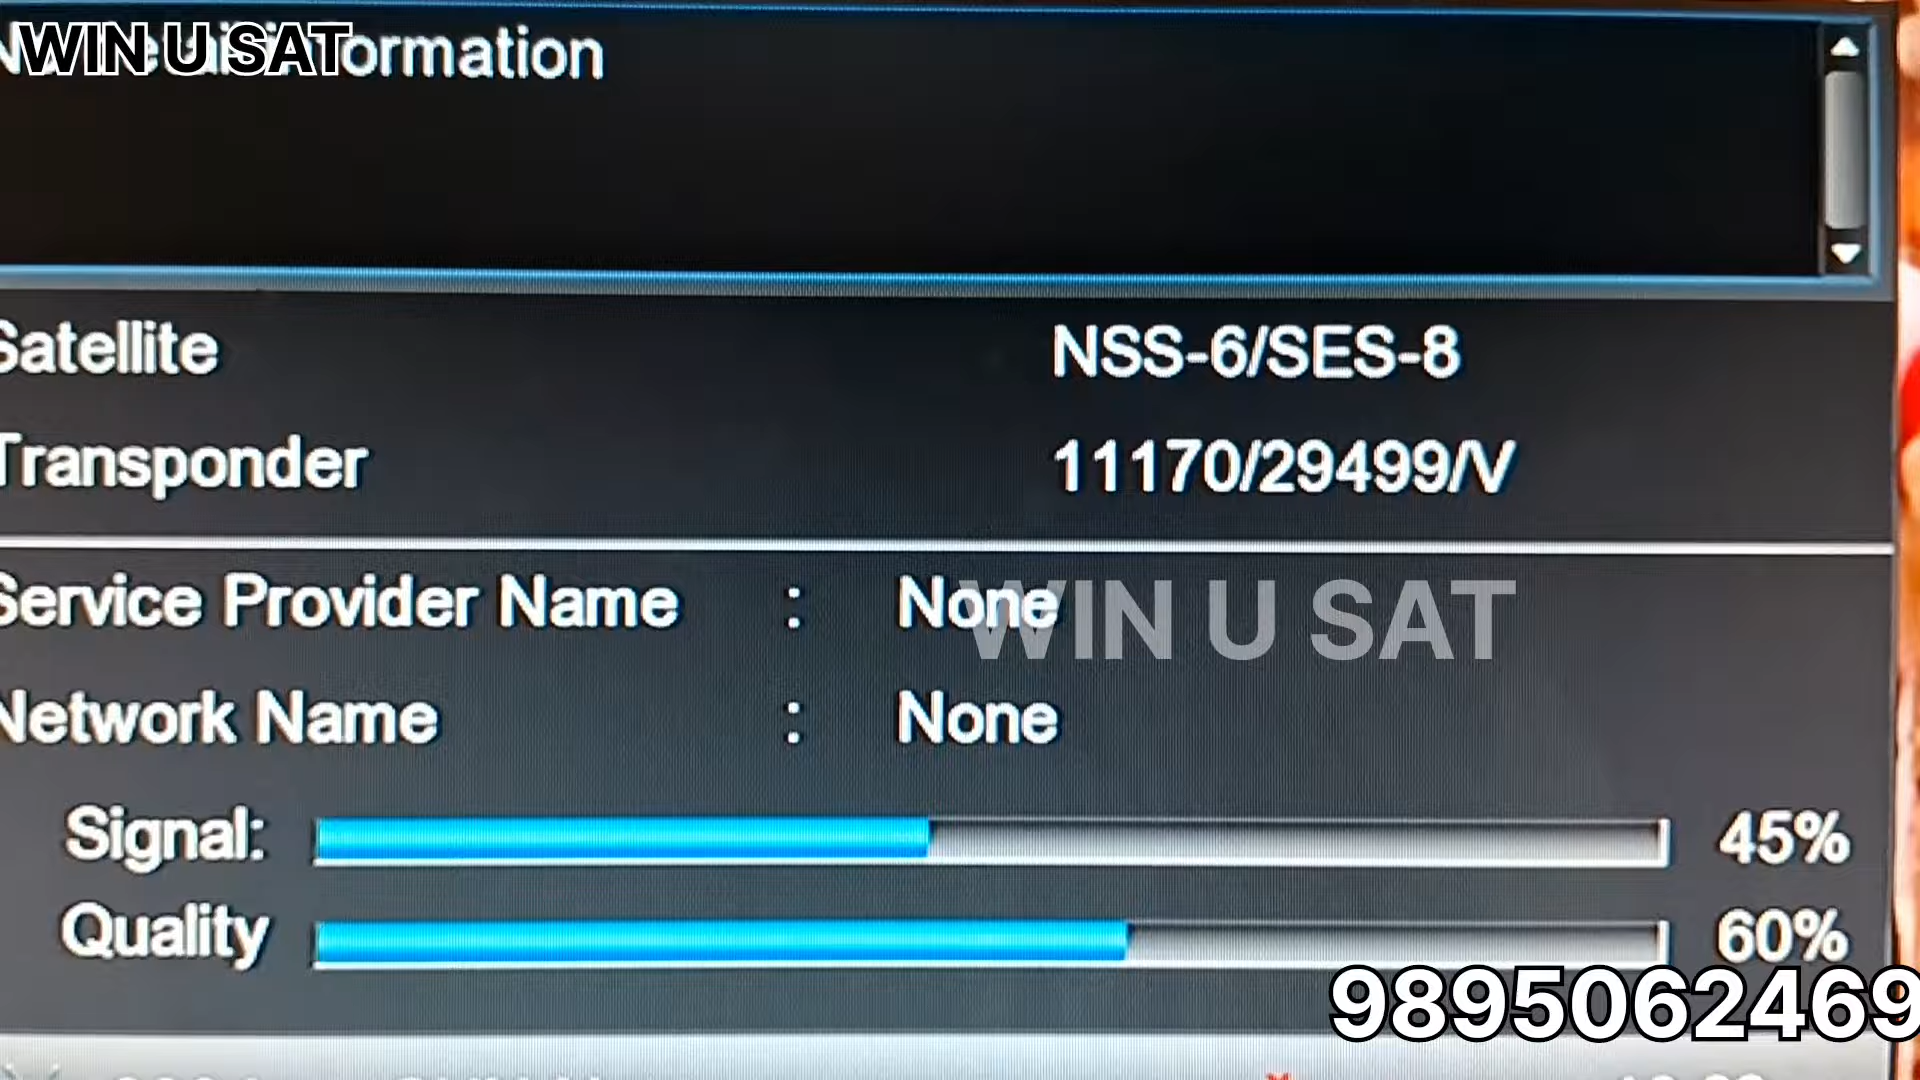 WIN U SAT
ormation
Satellite NSS-6/SES-8
Transponder 11170/29499/V
Service Provider Name : None
WIN U SAT
Network Name : None
Signal: 45%
Quality 60%
9895062469